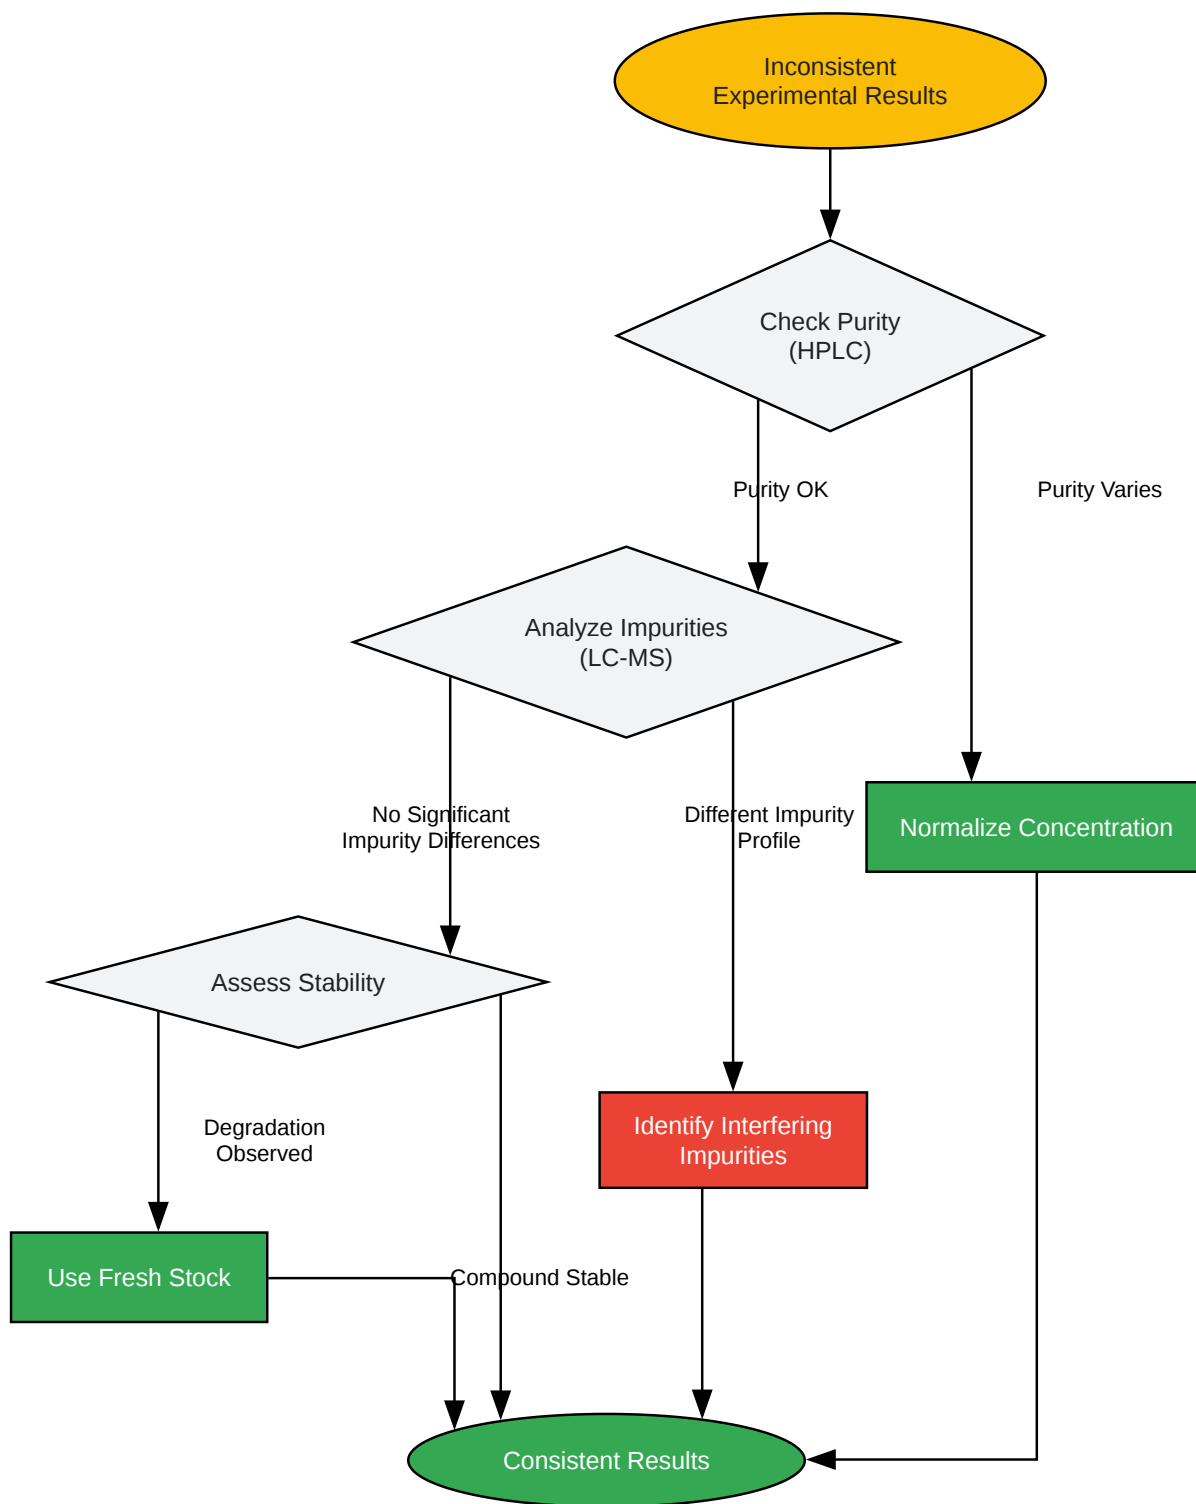 Inconsistent
Experimental Results
Check Purity
(HPLC)
Purity OK
Purity Varies
Analyze Impurities
(LC-MS)
No Significant
Impurity Differences
Different Impurity
Profile
Normalize Concentration
Assess Stability
Degradation
Observed
Identify Interfering
Impurities
Use Fresh Stock
Compound Stable
Consistent Results